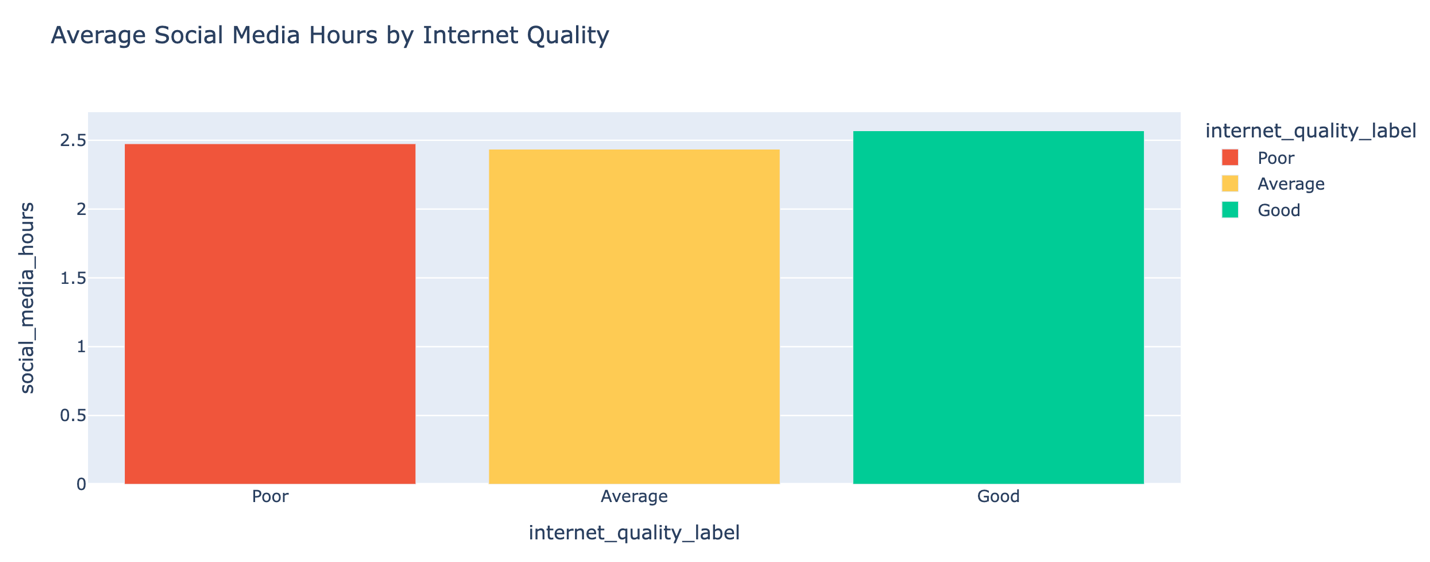 Average Social Media Hours by Internet Quality
internet_quality_label
Poor
Average
Good
2.5
2
1.5
1
0.5
0
social_media_hours
Poor Average Good
internet_quality_label